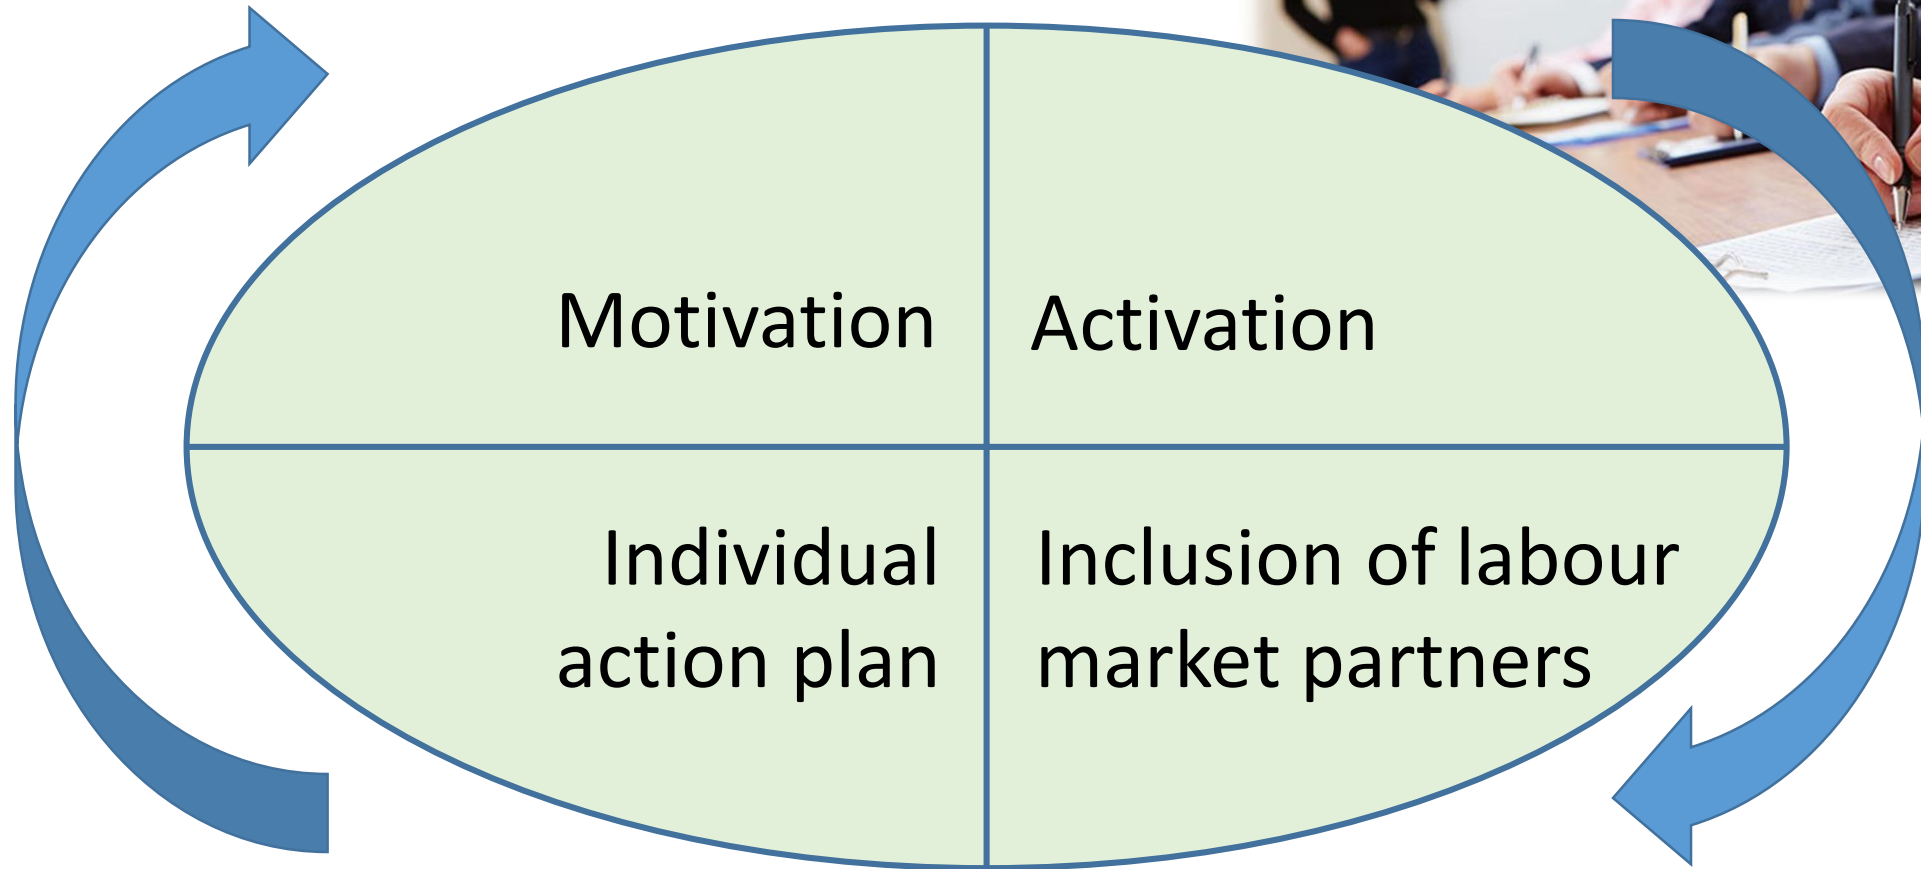 Motivation
Activation
Individual
action plan
Inclusion of labour
market partners